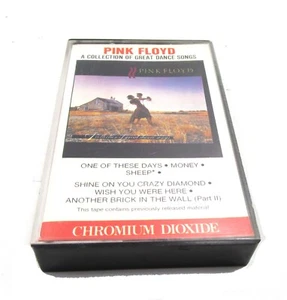 PINK FLOYD
A COLLECTION OF GREAT DANCE SONGS
PINK FLOYD
ONE OF THESE DAYS • MONEY •
SHEEP* •
SHINE ON YOU CRAZY DIAMOND •
WISH YOU WERE HERE •
ANOTHER BRICK IN THE WALL (Part II)
This tape contains previously released material
CHROMIUM DIOXIDE